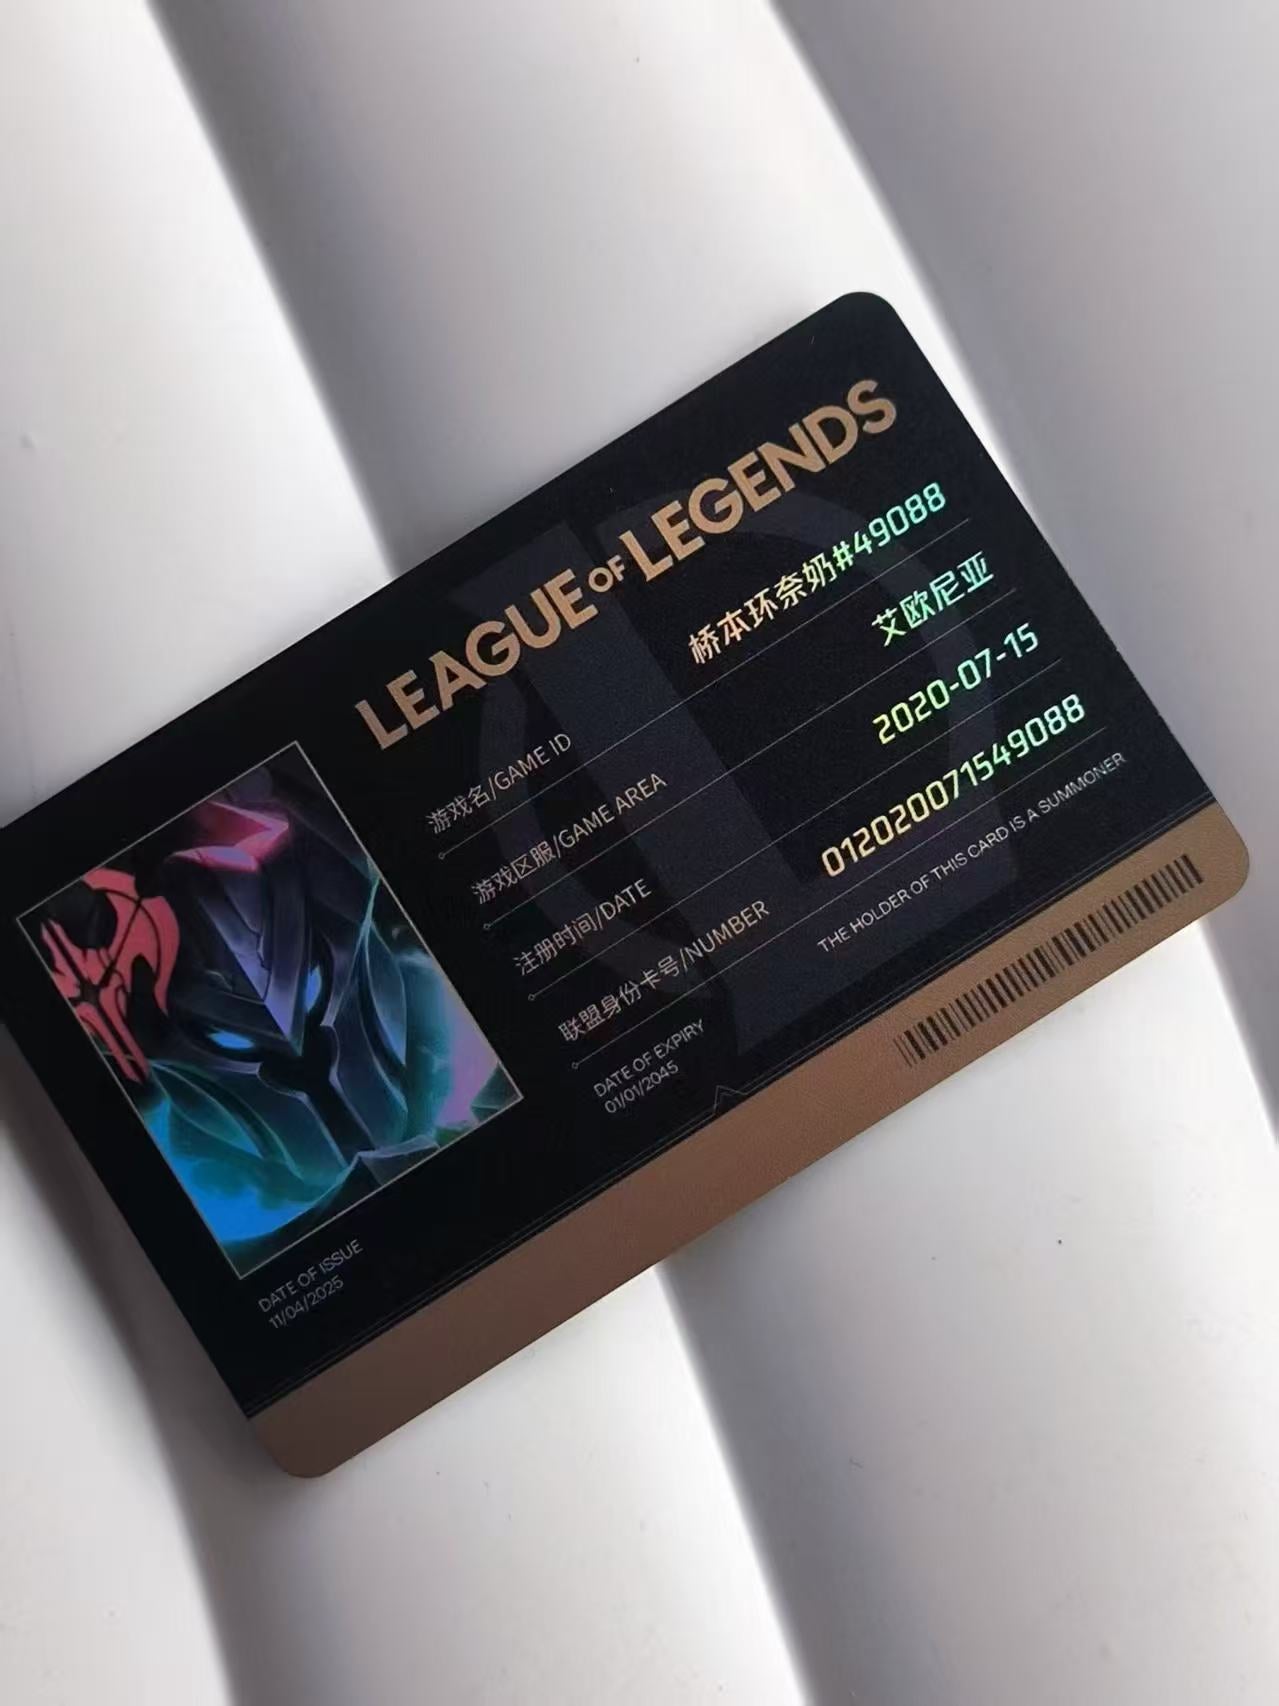 LEAGUE OF LEGENDS
游戏名/GAME ID 桥本环奈奶#49088
游戏区服/GAME AREA 艾欧尼亚
注册时间/DATE 2020-07-15
联盟身份卡号/NUMBER 01202007154​9088
DATE OF EXPIRY
01/01/2045
THE HOLDER OF THIS CARD IS A SUMMONER
DATE OF ISSUE
11/04/2025